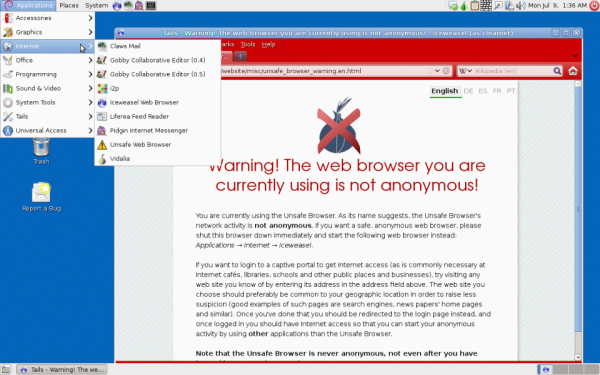 Applications Places System
Mon Jul 9, 1:36 AM
Accessories
Graphics
Internet
Office
Programming
Sound & Video
System Tools
Tails
Universal Access
Claws Mail
Gobby Collaborative Editor (0.4)
Gobby Collaborative Editor (0.5)
i2p
Iceweasel Web Browser
Liferea Feed Reader
Pidgin Internet Messenger
Unsafe Web Browser
Vidalia
Trash
Report a Bug
Tails - Warning! The web browser you are currently using is not anonymous! - Iceweasel (as clearnet)
Tools Help
/website/misc/unsafe_browser_warning.en.html
Wikipedia (en)
English DE ES FR PT
Warning! The web browser you are
currently using is not anonymous!
You are currently using the Unsafe Browser. As its name suggests, the Unsafe Browser's
network activity is not anonymous. If you want a safe, anonymous web browser, please
shut this browser down immediately and start the following web browser instead:
Applications → Internet → Iceweasel.
If you want to login to a captive portal to get Internet access (as is commonly necessary at
Internet cafés, libraries, schools and other public places and businesses), try visiting any
web site you know of by entering its address in the address field above. The web site you
choose should preferably be common to your geographic location in order to raise less
suspicion (good examples of such pages are search engines, news papers' home pages
and similar). Once you've done that you should be redirected to the login page instead, and
once logged in you should have Internet access so that you can start your anonymous
activity by using other applications than the Unsafe Browser.
Note that the Unsafe Browser is never anonymous, not even after you have
Tails - Warning! The we...